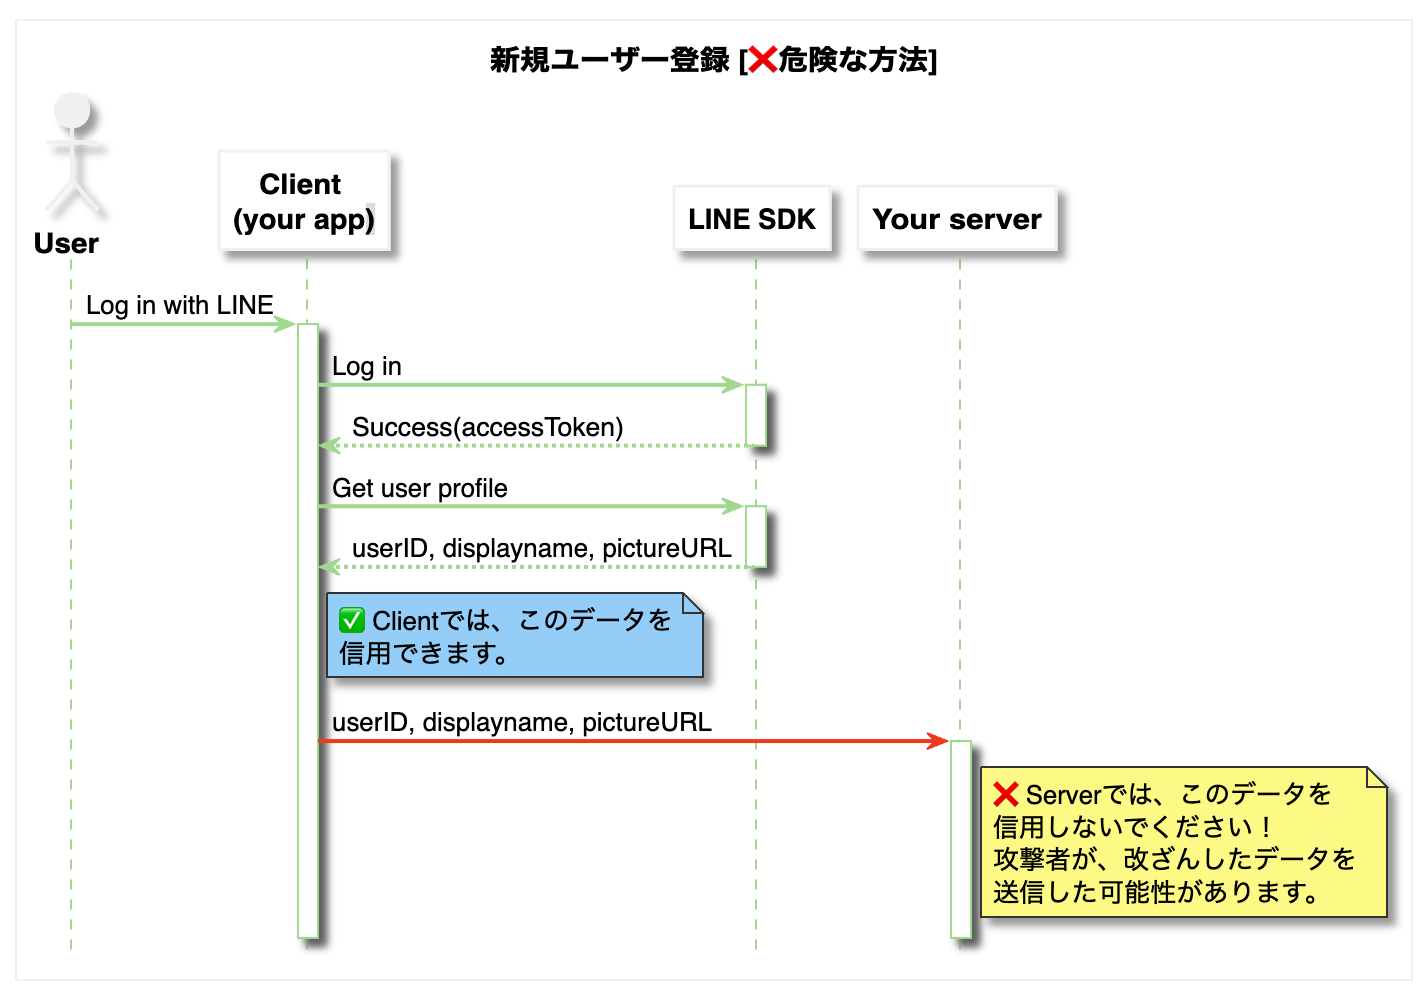 新規ユーザー登録 [❌危険な方法]
User
Client
(your app)
LINE SDK
Your server
Log in with LINE
Log in
Success(accessToken)
Get user profile
userID, displayname, pictureURL
✅ Clientでは、このデータを
信用できます。
userID, displayname, pictureURL
❌ Serverでは、このデータを
信用しないでください！
攻撃者が、改ざんしたデータを
送信した可能性があります。